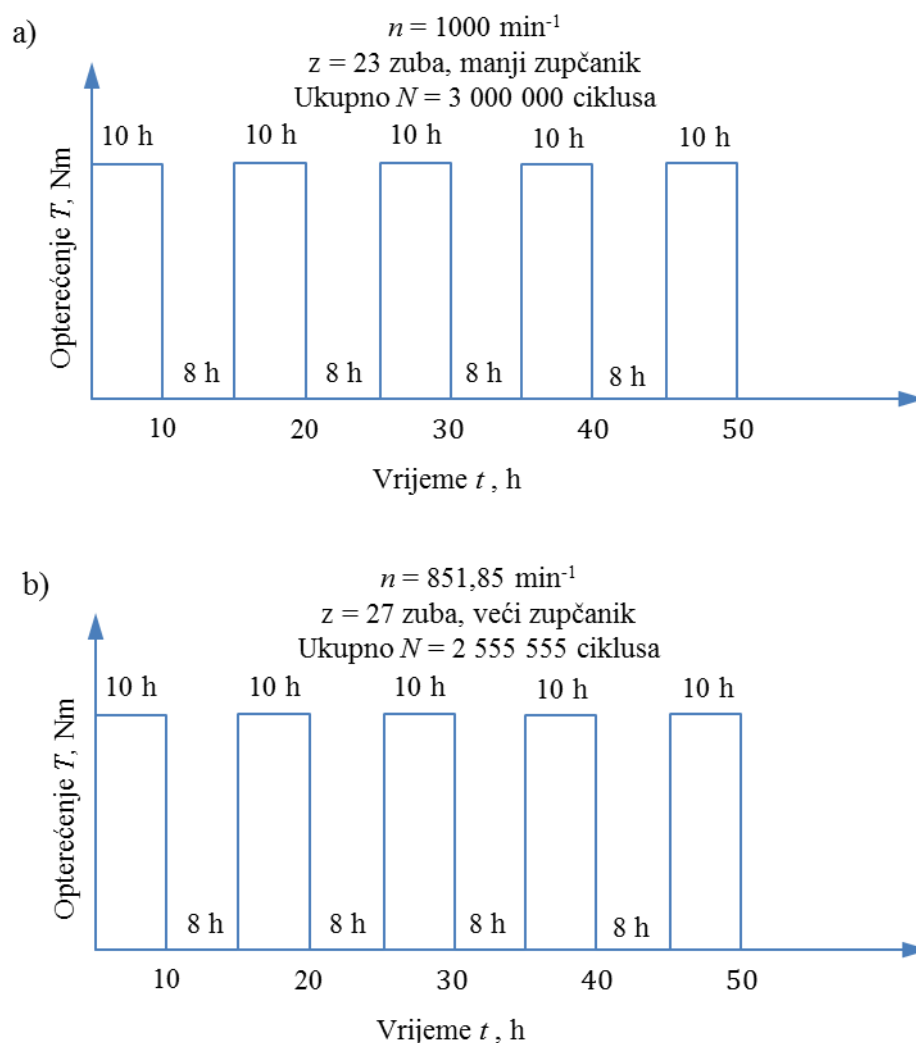 a)
n = 1000 min⁻¹
z = 23 zuba, manji zupčanik
Ukupno N = 3 000 000 ciklusa
10 h 10 h 10 h 10 h 10 h
Opterećenje T, Nm
8 h 8 h 8 h 8 h
10 20 30 40 50
Vrijeme t , h
b)
n = 851,85 min⁻¹
z = 27 zuba, veći zupčanik
Ukupno N = 2 555 555 ciklusa
10 h 10 h 10 h 10 h 10 h
Opterećenje T, Nm
8 h 8 h 8 h 8 h
10 20 30 40 50
Vrijeme t , h